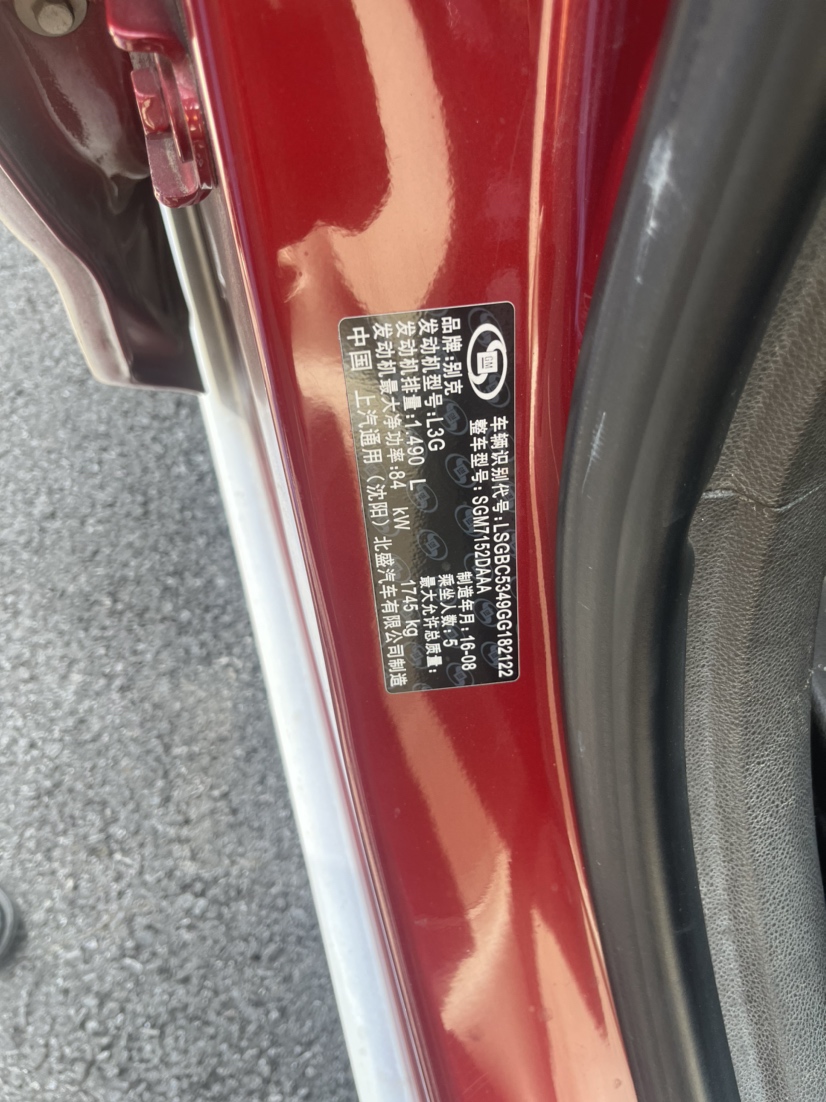 GM
车辆识别代号:LSGBC5349GG182122
整车型号:SGM7152DAAA
品牌:别克
制造年月:16-08
发动机型号:L3G
乘坐人数:5
发动机排量:1.490 L
最大允许总质量:
发动机最大净功率:84 kW
1745 kg
中国 上汽通用(沈阳)北盛汽车有限公司制造